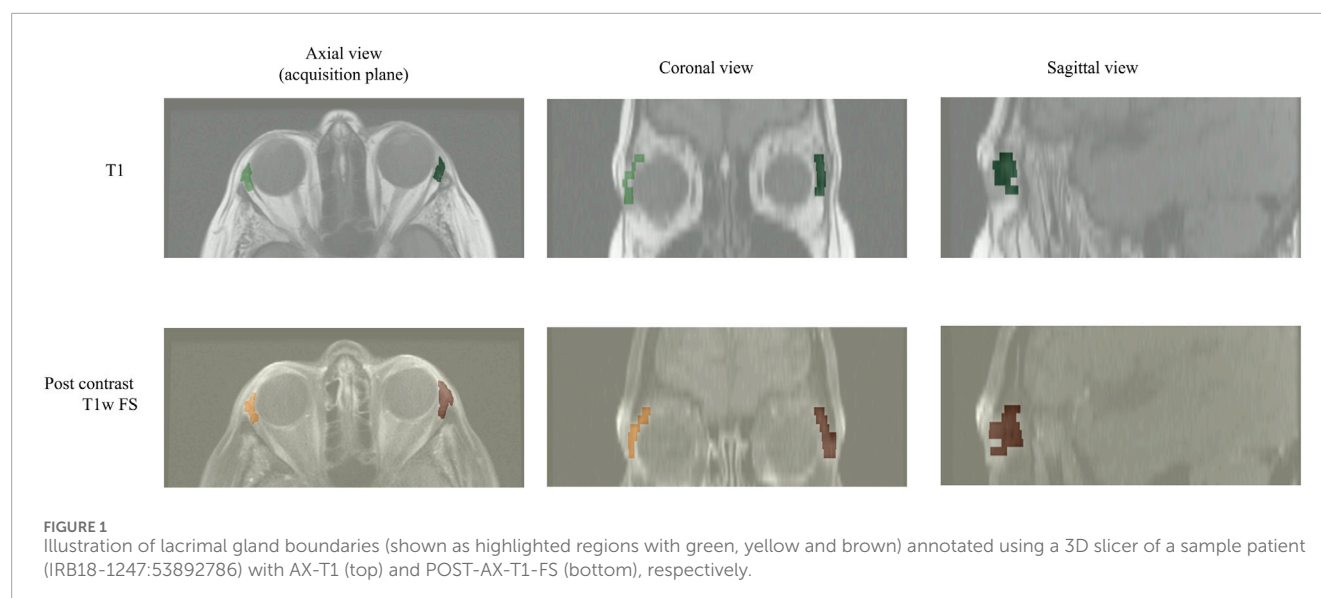 Axial view
(acquisition plane)
Coronal view
Sagittal view
T1
Post contrast
T1w FS
FIGURE 1
Illustration of lacrimal gland boundaries (shown as highlighted regions with green, yellow and brown) annotated using a 3D slicer of a sample patient
(IRB18-1247:53892786) with AX-T1 (top) and POST-AX-T1-FS (bottom), respectively.